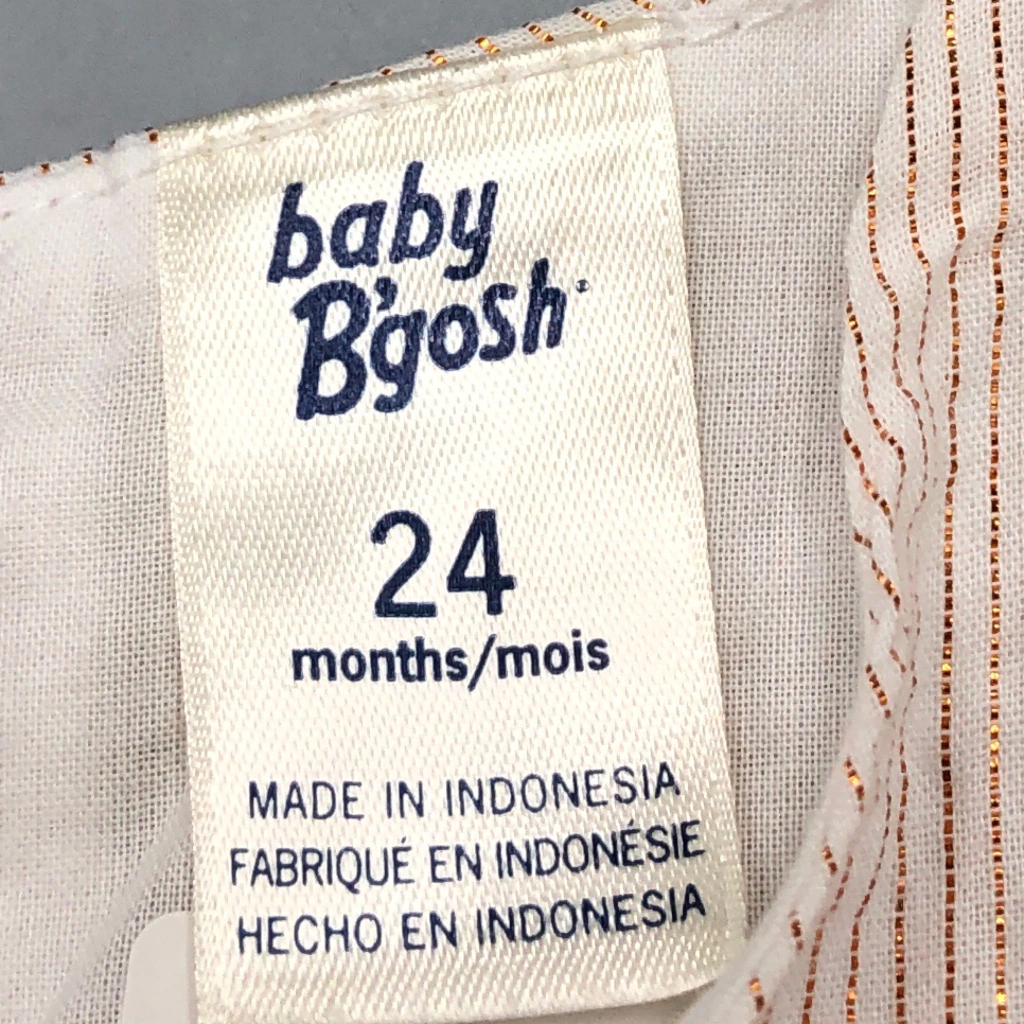 baby
B'gosh
24
months/mois
MADE IN INDONESIA
FABRIQUÉ EN INDONÉSIE
HECHO EN INDONESIA